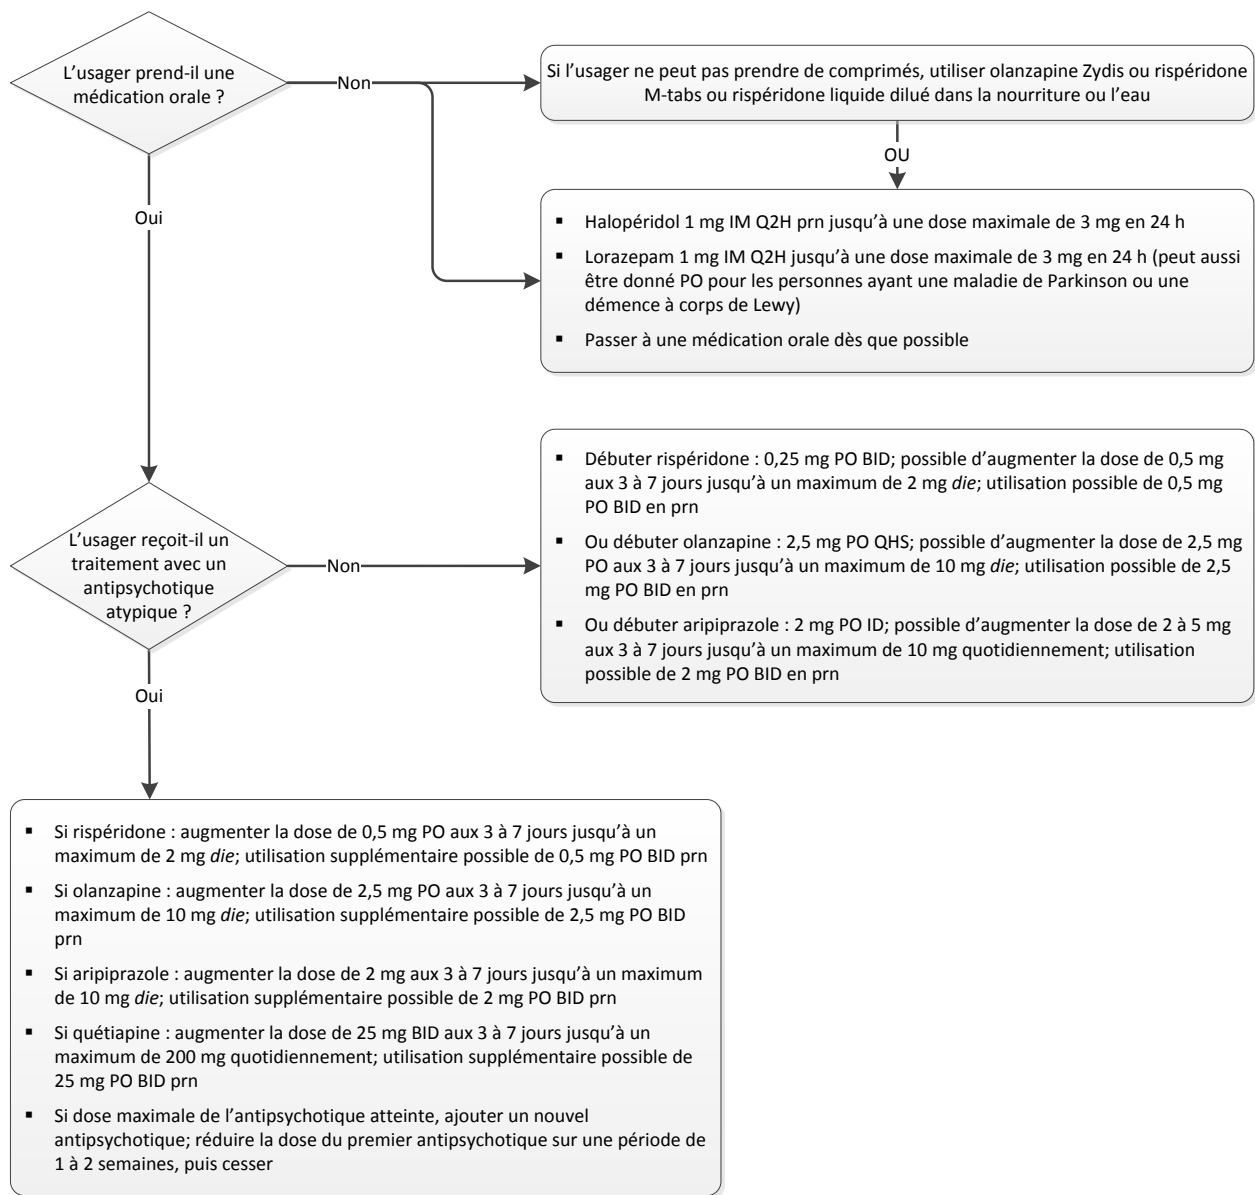 L’usager prend-il une
médication orale ?
Non
Si l’usager ne peut pas prendre de comprimés, utiliser olanzapine Zydis ou rispéridone
M-tabs ou rispéridone liquide dilué dans la nourriture ou l’eau
OU
Oui
▪ Halopéridol 1 mg IM Q2H prn jusqu’à une dose maximale de 3 mg en 24 h
▪ Lorazepam 1 mg IM Q2H jusqu’à une dose maximale de 3 mg en 24 h (peut aussi
être donné PO pour les personnes ayant une maladie de Parkinson ou une
démence à corps de Lewy)
▪ Passer à une médication orale dès que possible
L’usager reçoit-il un
traitement avec un
antipsychotique
atypique ?
Non
▪ Débuter rispéridone : 0,25 mg PO BID; possible d’augmenter la dose de 0,5 mg
aux 3 à 7 jours jusqu’à un maximum de 2 mg die; utilisation possible de 0,5 mg
PO BID en prn
▪ Ou débuter olanzapine : 2,5 mg PO QHS; possible d’augmenter la dose de 2,5 mg
PO aux 3 à 7 jours jusqu’à un maximum de 10 mg die; utilisation possible de 2,5
mg PO BID en prn
▪ Ou débuter aripiprazole : 2 mg PO ID; possible d’augmenter la dose de 2 à 5 mg
aux 3 à 7 jours jusqu’à un maximum de 10 mg quotidiennement; utilisation
possible de 2 mg PO BID en prn
Oui
▪ Si rispéridone : augmenter la dose de 0,5 mg PO aux 3 à 7 jours jusqu’à un
maximum de 2 mg die; utilisation supplémentaire possible de 0,5 mg PO BID prn
▪ Si olanzapine : augmenter la dose de 2,5 mg PO aux 3 à 7 jours jusqu’à un
maximum de 10 mg die; utilisation supplémentaire possible de 2,5 mg PO BID
prn
▪ Si aripiprazole : augmenter la dose de 2 mg aux 3 à 7 jours jusqu’à un maximum
de 10 mg die; utilisation supplémentaire possible de 2 mg PO BID prn
▪ Si quétiapine : augmenter la dose de 25 mg BID aux 3 à 7 jours jusqu’à un
maximum de 200 mg quotidiennement; utilisation supplémentaire possible de
25 mg PO BID prn
▪ Si dose maximale de l’antipsychotique atteinte, ajouter un nouvel
antipsychotique; réduire la dose du premier antipsychotique sur une période de
1 à 2 semaines, puis cesser